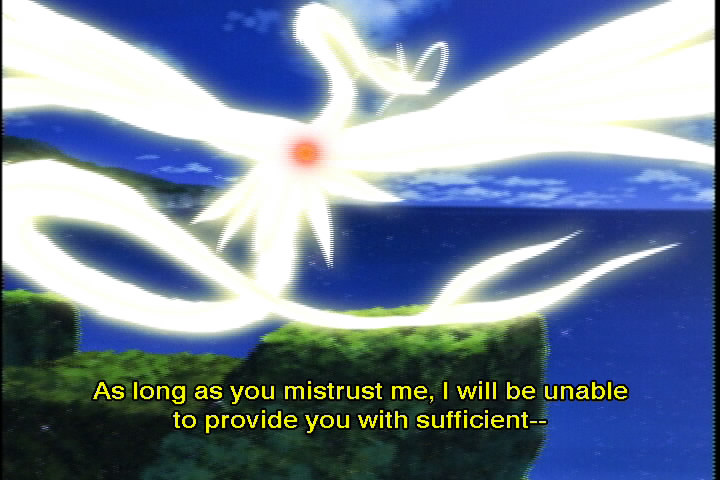 As long as you mistrust me, I will be unable
to provide you with sufficient--